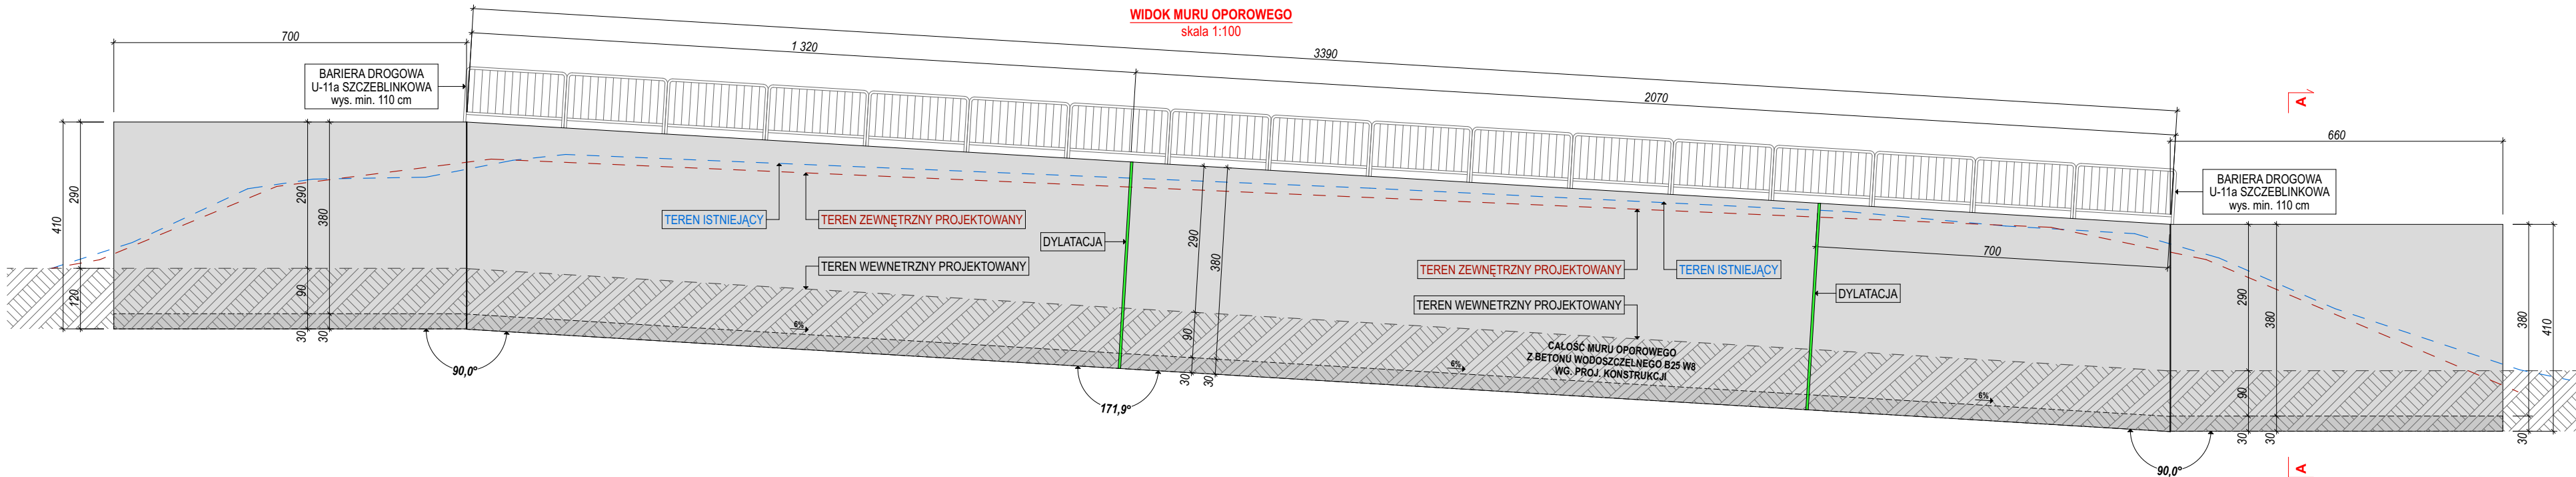 WIDOK MURU OPOROWEGO
skala 1:100
700
1 320
3390
2070
660
BARIERA DROGOWA
U-11a SZCZEBLINKOWA
wys. min. 110 cm
A
BARIERA DROGOWA
U-11a SZCZEBLINKOWA
wys. min. 110 cm
410
290
120
290
90
30
380
30
TEREN ISTNIEJĄCY
TEREN ZEWNĘTRZNY PROJEKTOWANY
TEREN WEWNETRZNY PROJEKTOWANY
DYLATACJA
290
380
90
30
30
TEREN ZEWNĘTRZNY PROJEKTOWANY
TEREN ISTNIEJĄCY
TEREN WEWNETRZNY PROJEKTOWANY
700
DYLATACJA
6%
6%
6%
CAŁOŚĆ MURU OPOROWEGO
Z BETONU WODOSZCZELNEGO B25 W8
WG. PROJ. KONSTRUKCJI
290
90
30
380
30
380
30
410
90,0°
171,9°
90,0°
A